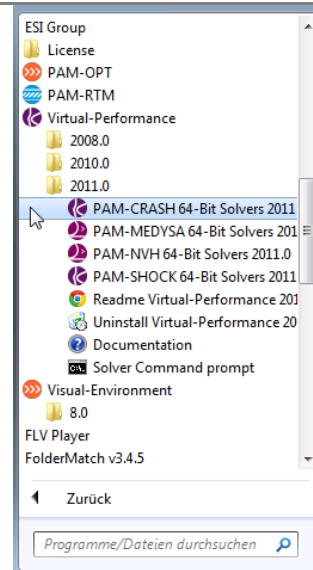 ESI Group
License
PAM-OPT
PAM-RTM
Virtual-Performance
2008.0
2010.0
2011.0
PAM-CRASH 64-Bit Solvers 2011
PAM-MEDYSA 64-Bit Solvers 201
PAM-NVH 64-Bit Solvers 2011.0
PAM-SHOCK 64-Bit Solvers 2011
Readme Virtual-Performance 201
Uninstall Virtual-Performance 20
Documentation
Solver Command prompt
Visual-Environment
8.0
FLV Player
FolderMatch v3.4.5
Zurück
Programme/Dateien durchsuchen